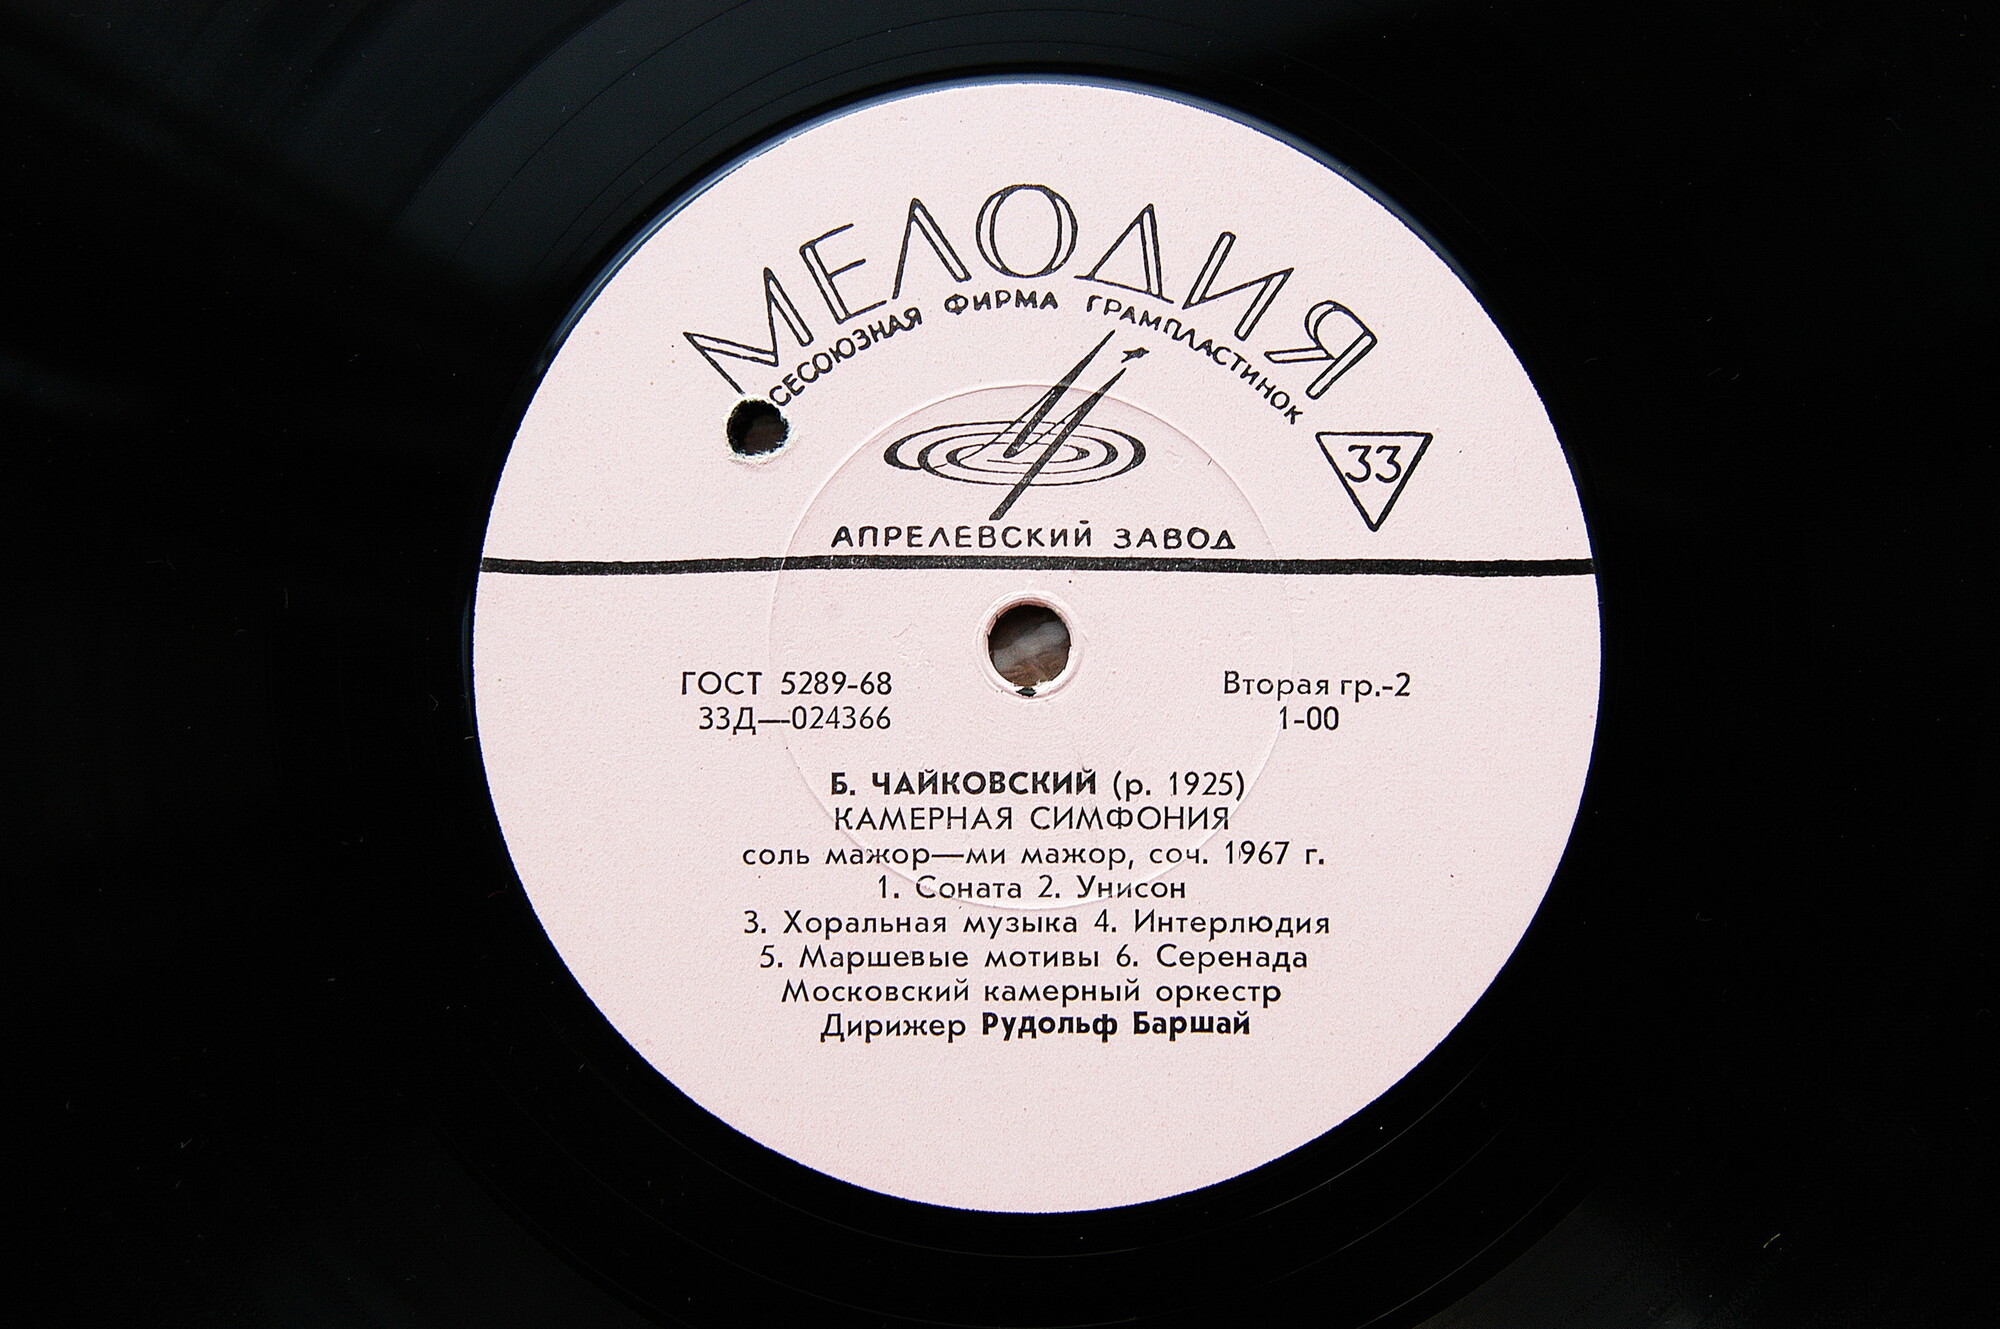 МЕЛОДИЯ
СЕСОЮЗНАЯ ФИРМА ГРАМПЛАСТИНОК
33
АПРЕЛЕВСКИЙ ЗАВОД
ГОСТ 5289-68
33Д—024366
Вторая гр.-2
1-00
Б. ЧАЙКОВСКИЙ (р. 1925)
КАМЕРНАЯ СИМФОНИЯ
соль мажор—ми мажор, соч. 1967 г.
1. Соната 2. Унисон
3. Хоральная музыка 4. Интерлюдия
5. Маршевые мотивы 6. Серенада
Московский камерный оркестр
Дирижер Рудольф Баршай